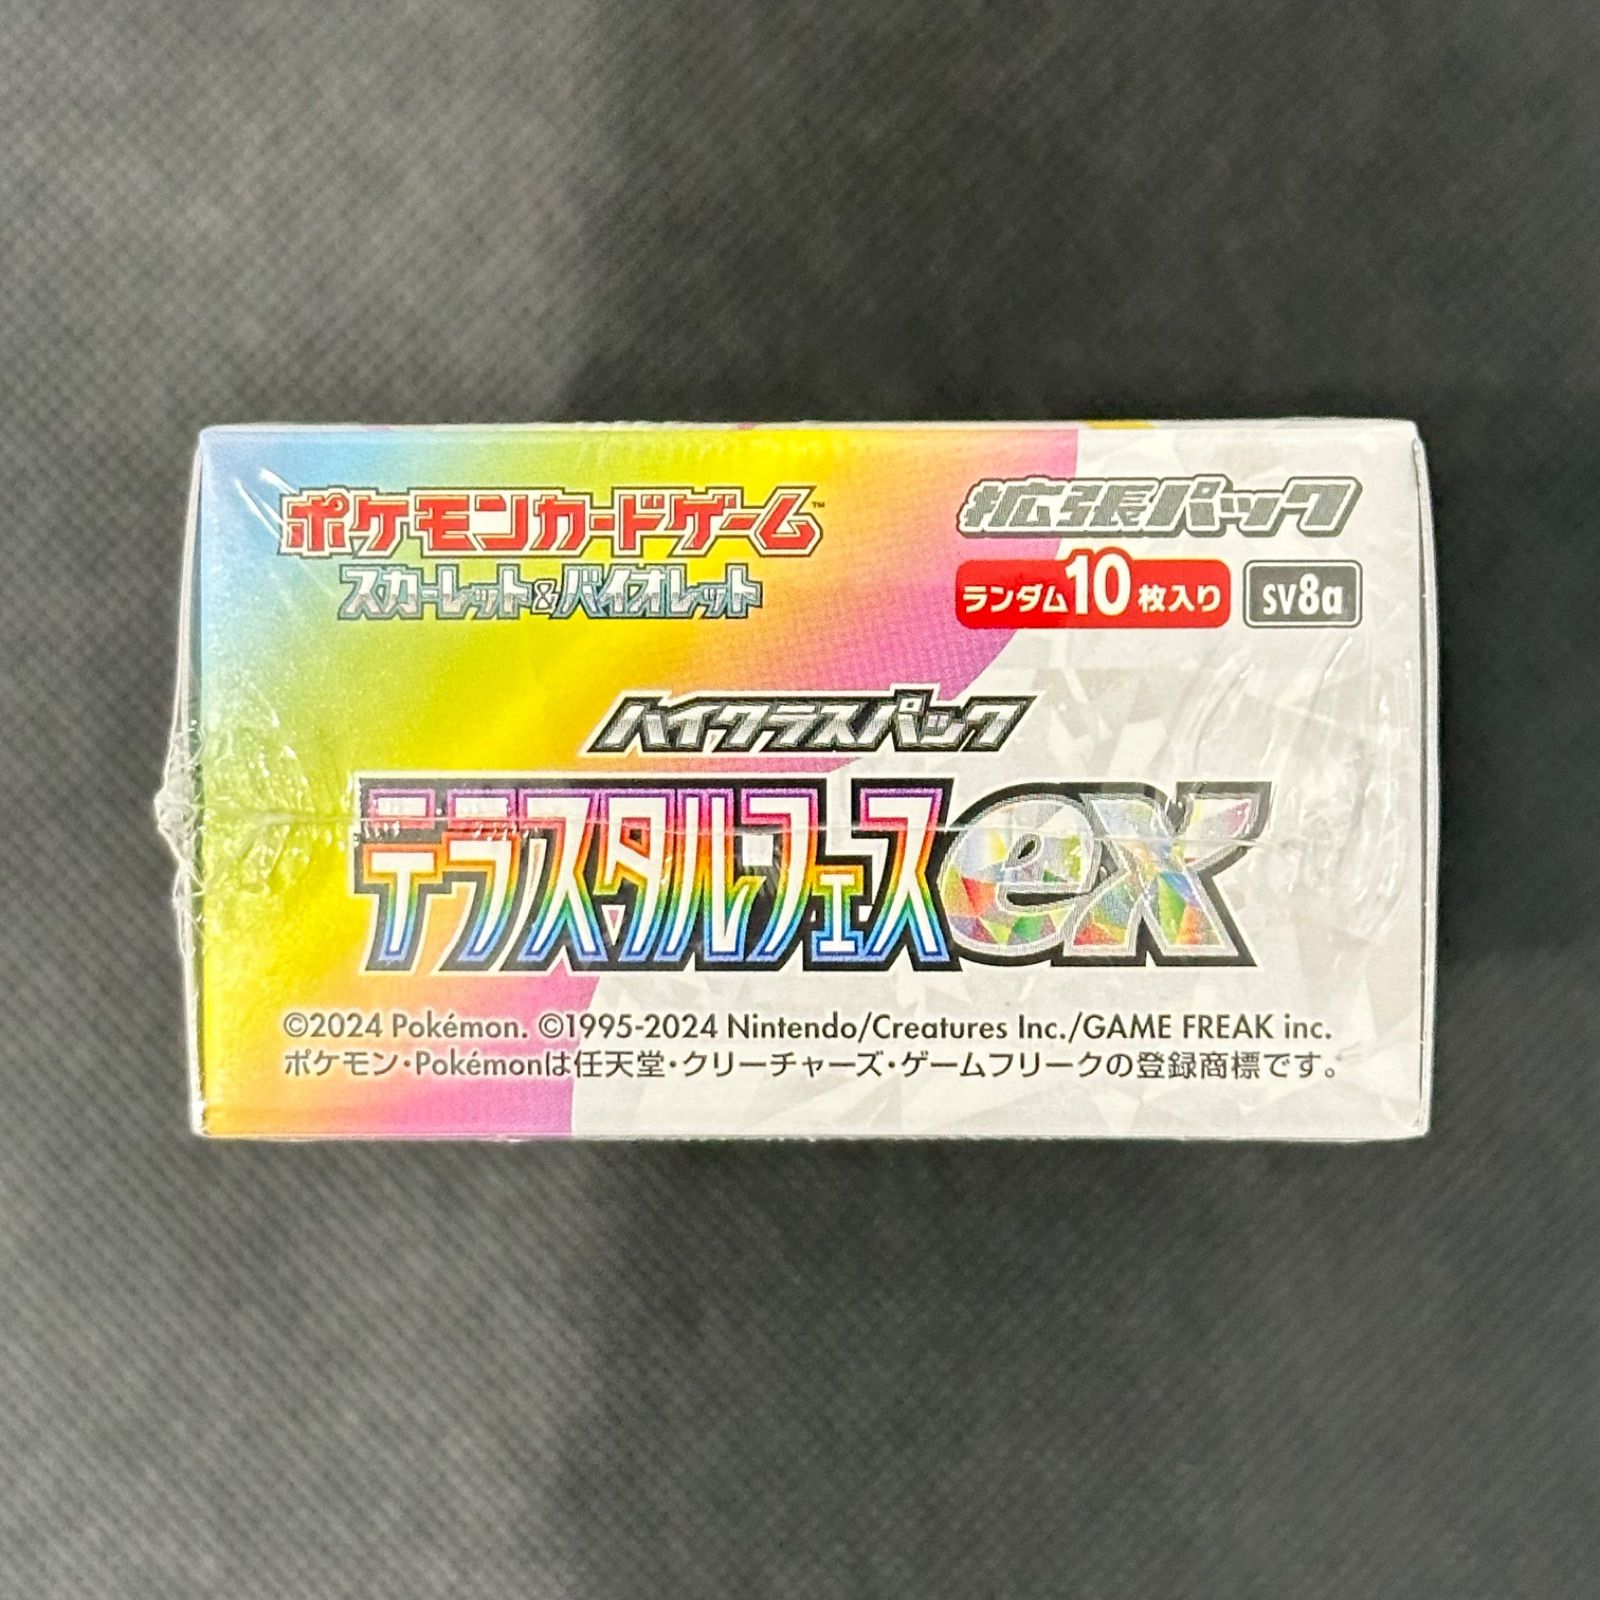 ポケモンカードゲーム™
スカーレット&バイオレット
拡張パック
ランダム10枚入り
sv8a
ハイクラスパック
テラスタルフェスex
©2024 Pokémon. ©1995-2024 Nintendo/Creatures Inc./GAME FREAK inc.
ポケモン・Pokémonは任天堂・クリーチャーズ・ゲームフリークの登録商標です。